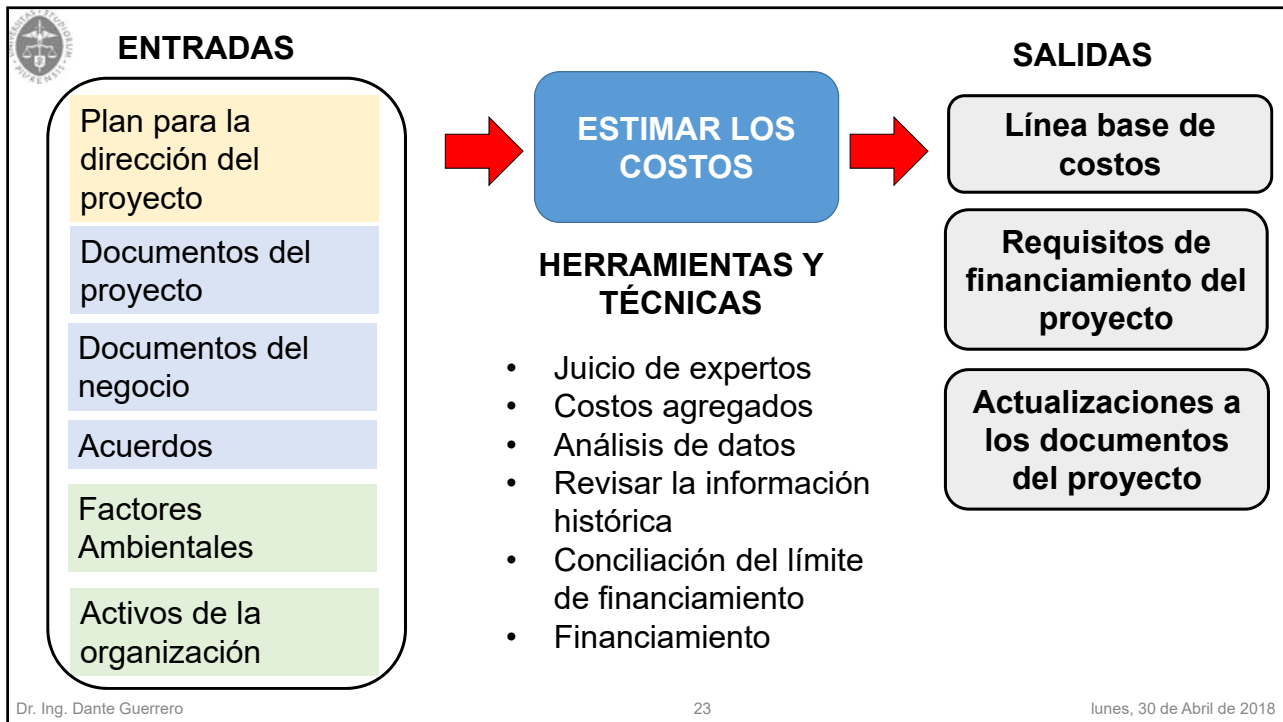 ENTRADAS
Plan para la
dirección del
proyecto
Documentos del
proyecto
Documentos del
negocio
Acuerdos
Factores
Ambientales
Activos de la
organización
ESTIMAR LOS
COSTOS
HERRAMIENTAS Y
TÉCNICAS
• Juicio de expertos
• Costos agregados
• Análisis de datos
• Revisar la información
histórica
• Conciliación del límite
de financiamiento
• Financiamiento
SALIDAS
Línea base de
costos
Requisitos de
financiamiento del
proyecto
Actualizaciones a
los documentos
del proyecto
Dr. Ing. Dante Guerrero
23
lunes, 30 de Abril de 2018